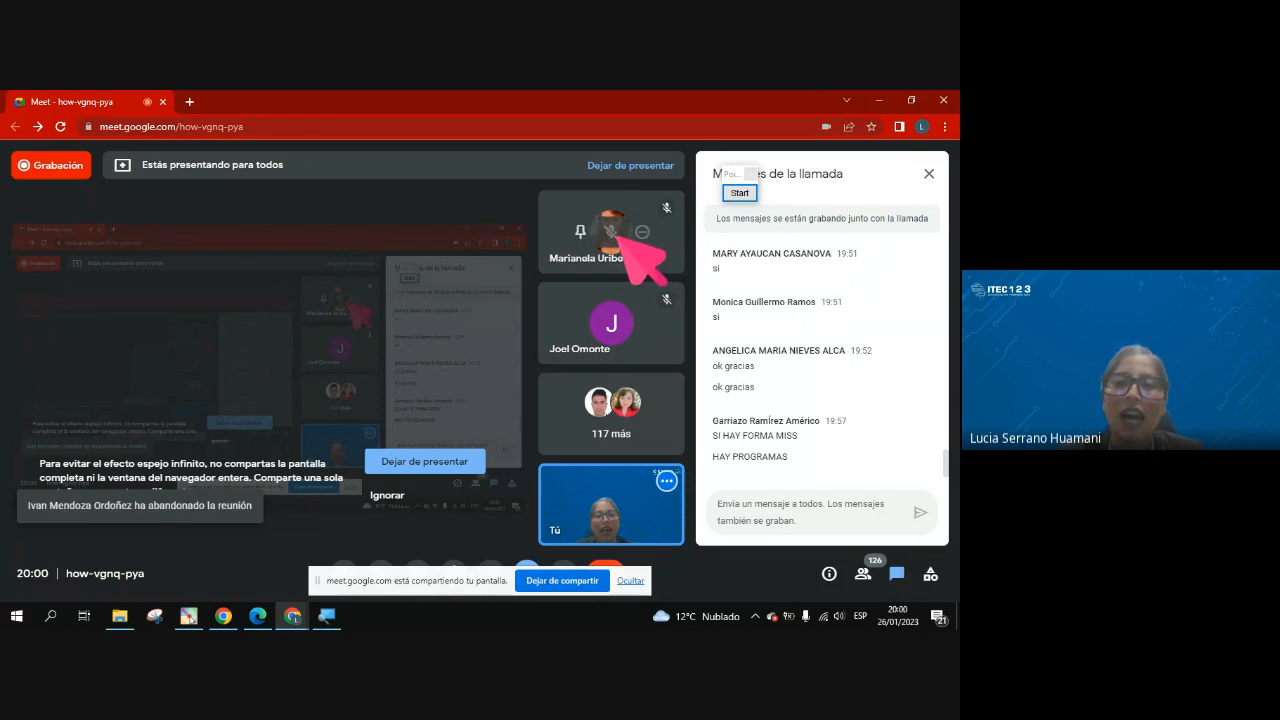 Meet - how-vgnq-pya
meet.google.com/how-vgnq-pya
L
Grabación
Estás presentando para todos
Dejar de presentar
Marianela Uribe
J
Joel Omonte
117 más
Tú
Para evitar el efecto espejo infinito, no compartas la pantalla
completa ni la ventana del navegador entera. Comparte una sola
Dejar de presentar
Ignorar
Ivan Mendoza Ordoñez ha abandonado la reunión
20:00 | how-vgnq-pya
meet.google.com está compartiendo tu pantalla.
Dejar de compartir
Ocultar
Poi...
Start
es de la llamada
Los mensajes se están grabando junto con la llamada
MARY AYAUCAN CASANOVA 19:51
si
Monica Guillermo Ramos 19:51
si
ANGELICA MARIA NIEVES ALCA 19:52
ok gracias
ok gracias
Garriazo Ramírez Américo 19:57
SI HAY FORMA MISS
HAY PROGRAMAS
Envía un mensaje a todos. Los mensajes
también se graban.
126
12°C Nublado
ESP
20:00
26/01/2023
21
ITEC 1 2 3
Lucia Serrano Huamani